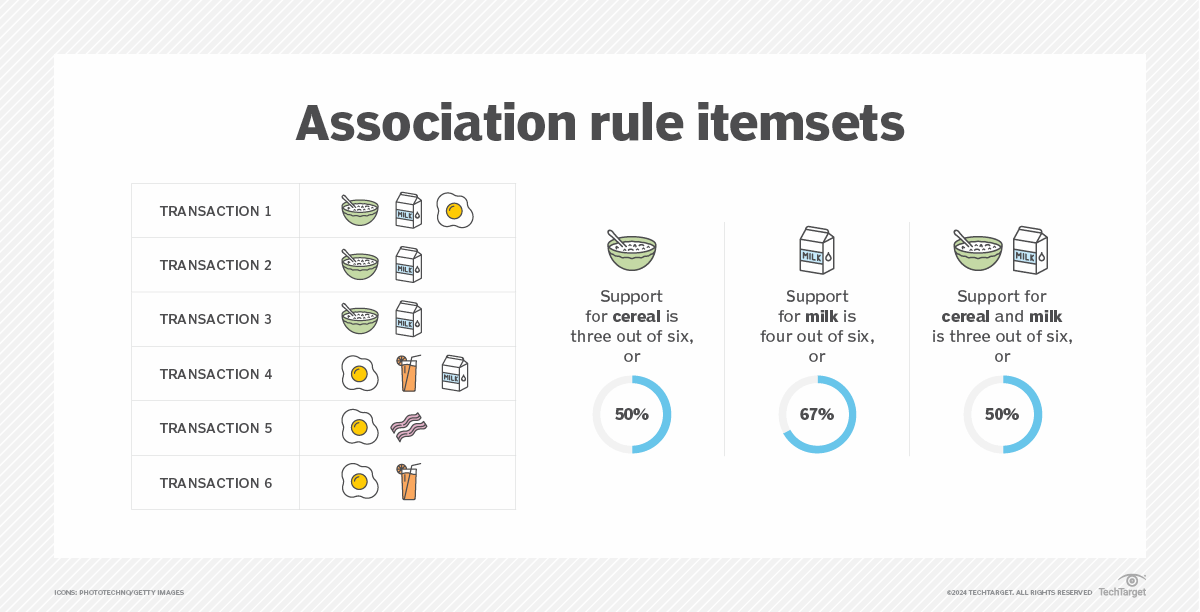 Association rule itemsets
TRANSACTION 1
MILK
TRANSACTION 2
MILK
TRANSACTION 3
MILK
TRANSACTION 4
MILK
TRANSACTION 5
TRANSACTION 6
Support
for cereal is
three out of six,
or
50%
MILK
Support
for milk is
four out of six,
or
67%
MILK
Support for
cereal and milk
is three out of six,
or
50%
ICONS: PHOTOTECHNO/GETTY IMAGES
©2024 TECHTARGET. ALL RIGHTS RESERVED
TechTarget